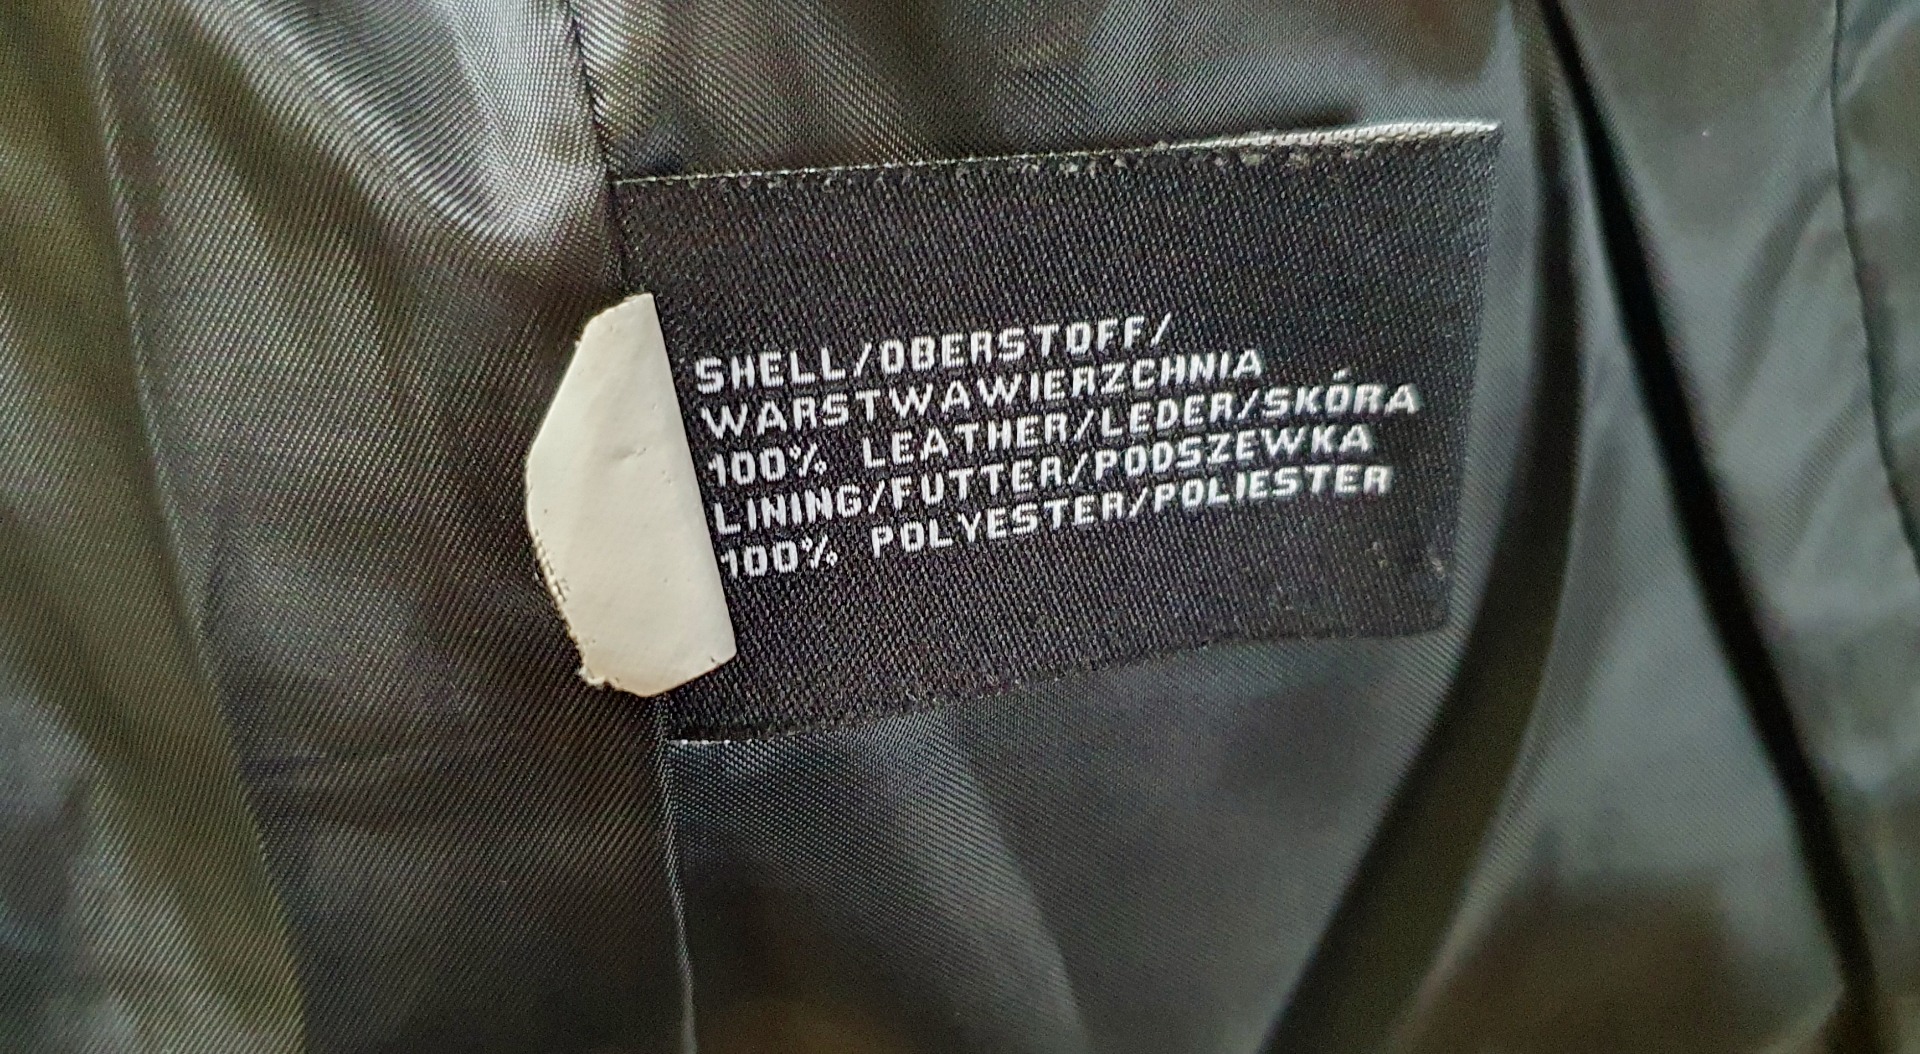 SHELL/OBERSTOFF/
WARSTWAWIERZCHNIA
100% LEATHER/LEDER/SKÓRA
LINING/FUTTER/PODSZEWKA
100% POLYESTER/POLIESTER